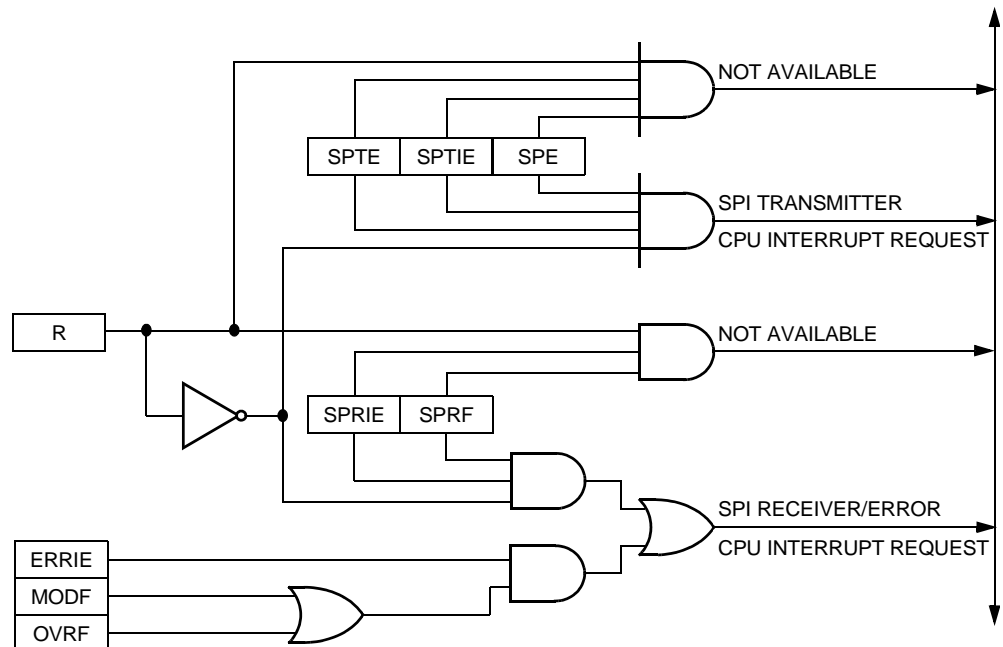 NOT AVAILABLE
SPTE SPTIE SPE
SPI TRANSMITTER
CPU INTERRUPT REQUEST
R
NOT AVAILABLE
SPRIE SPRF
SPI RECEIVER/ERROR
CPU INTERRUPT REQUEST
ERRIE
MODF
OVRF